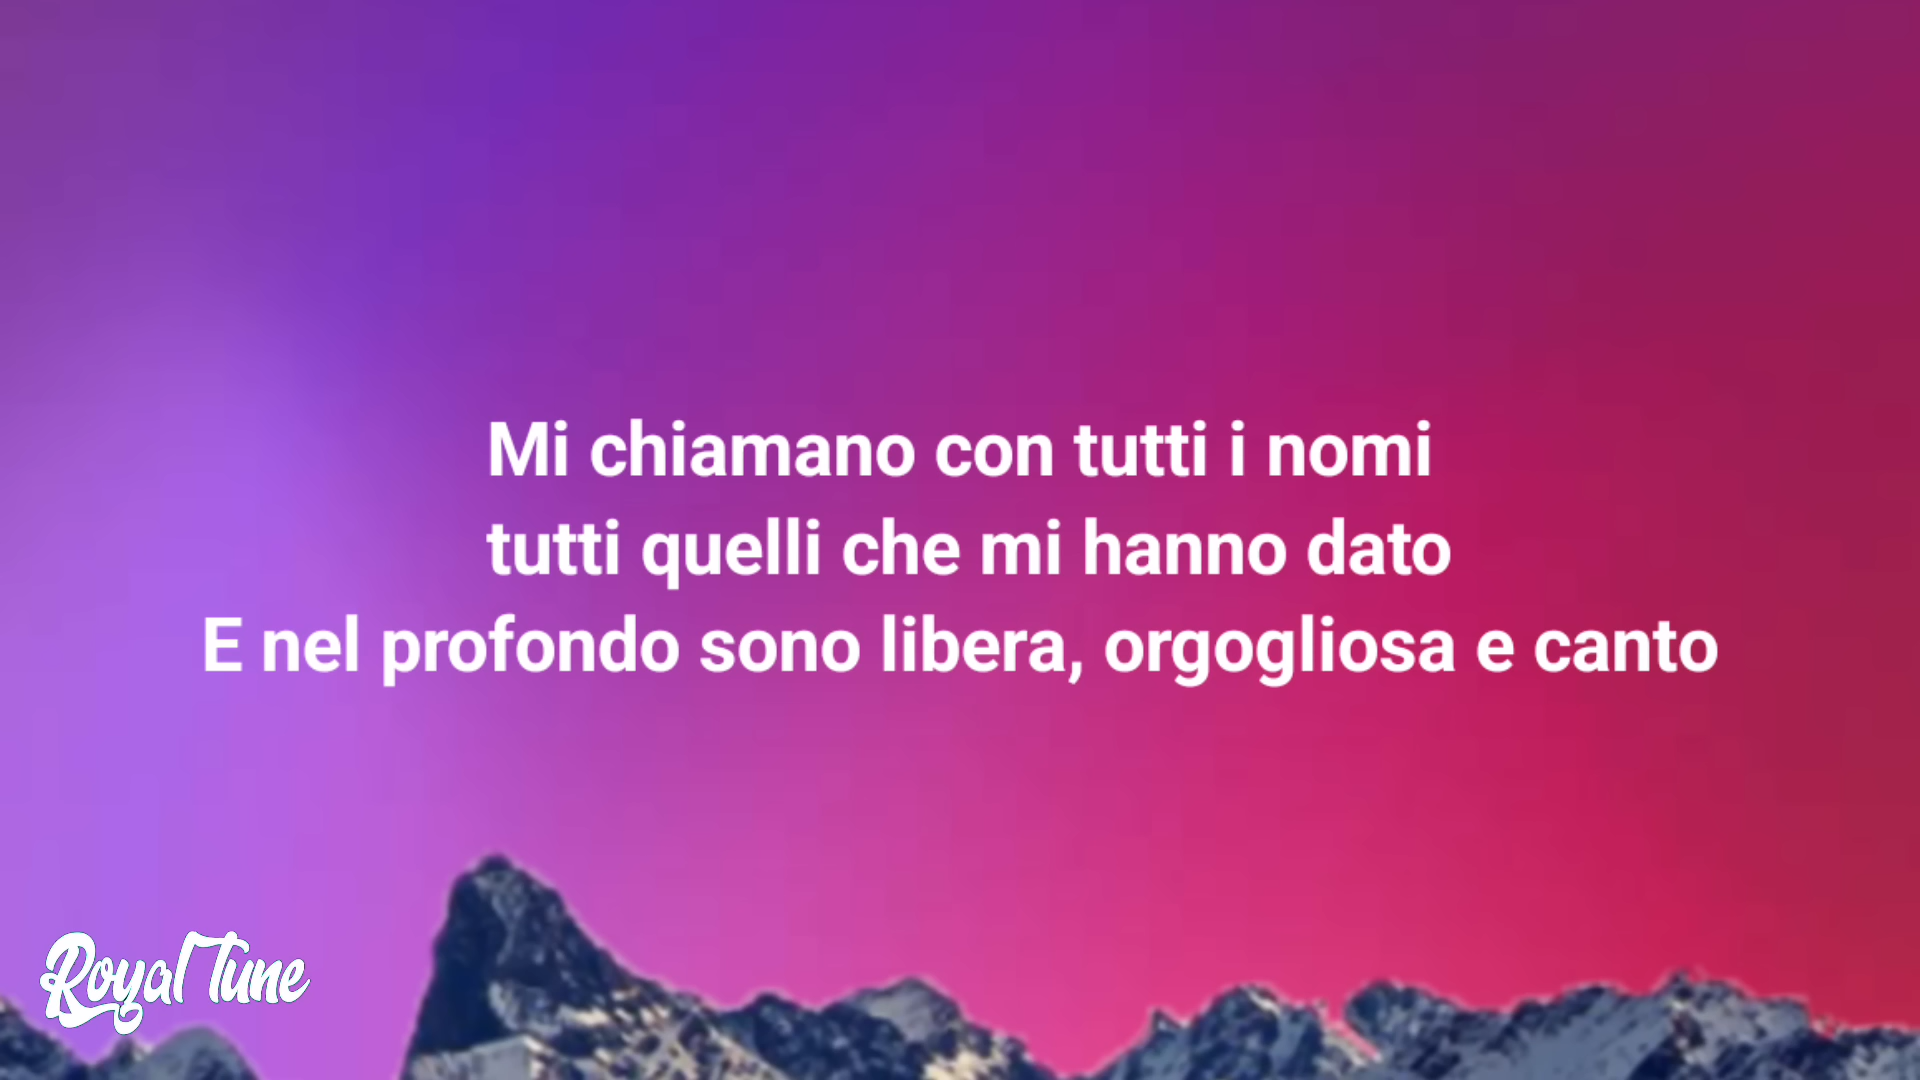 Mi chiamano con tutti i nomi
tutti quelli che mi hanno dato
E nel profondo sono libera, orgogliosa e canto
Royal Tune